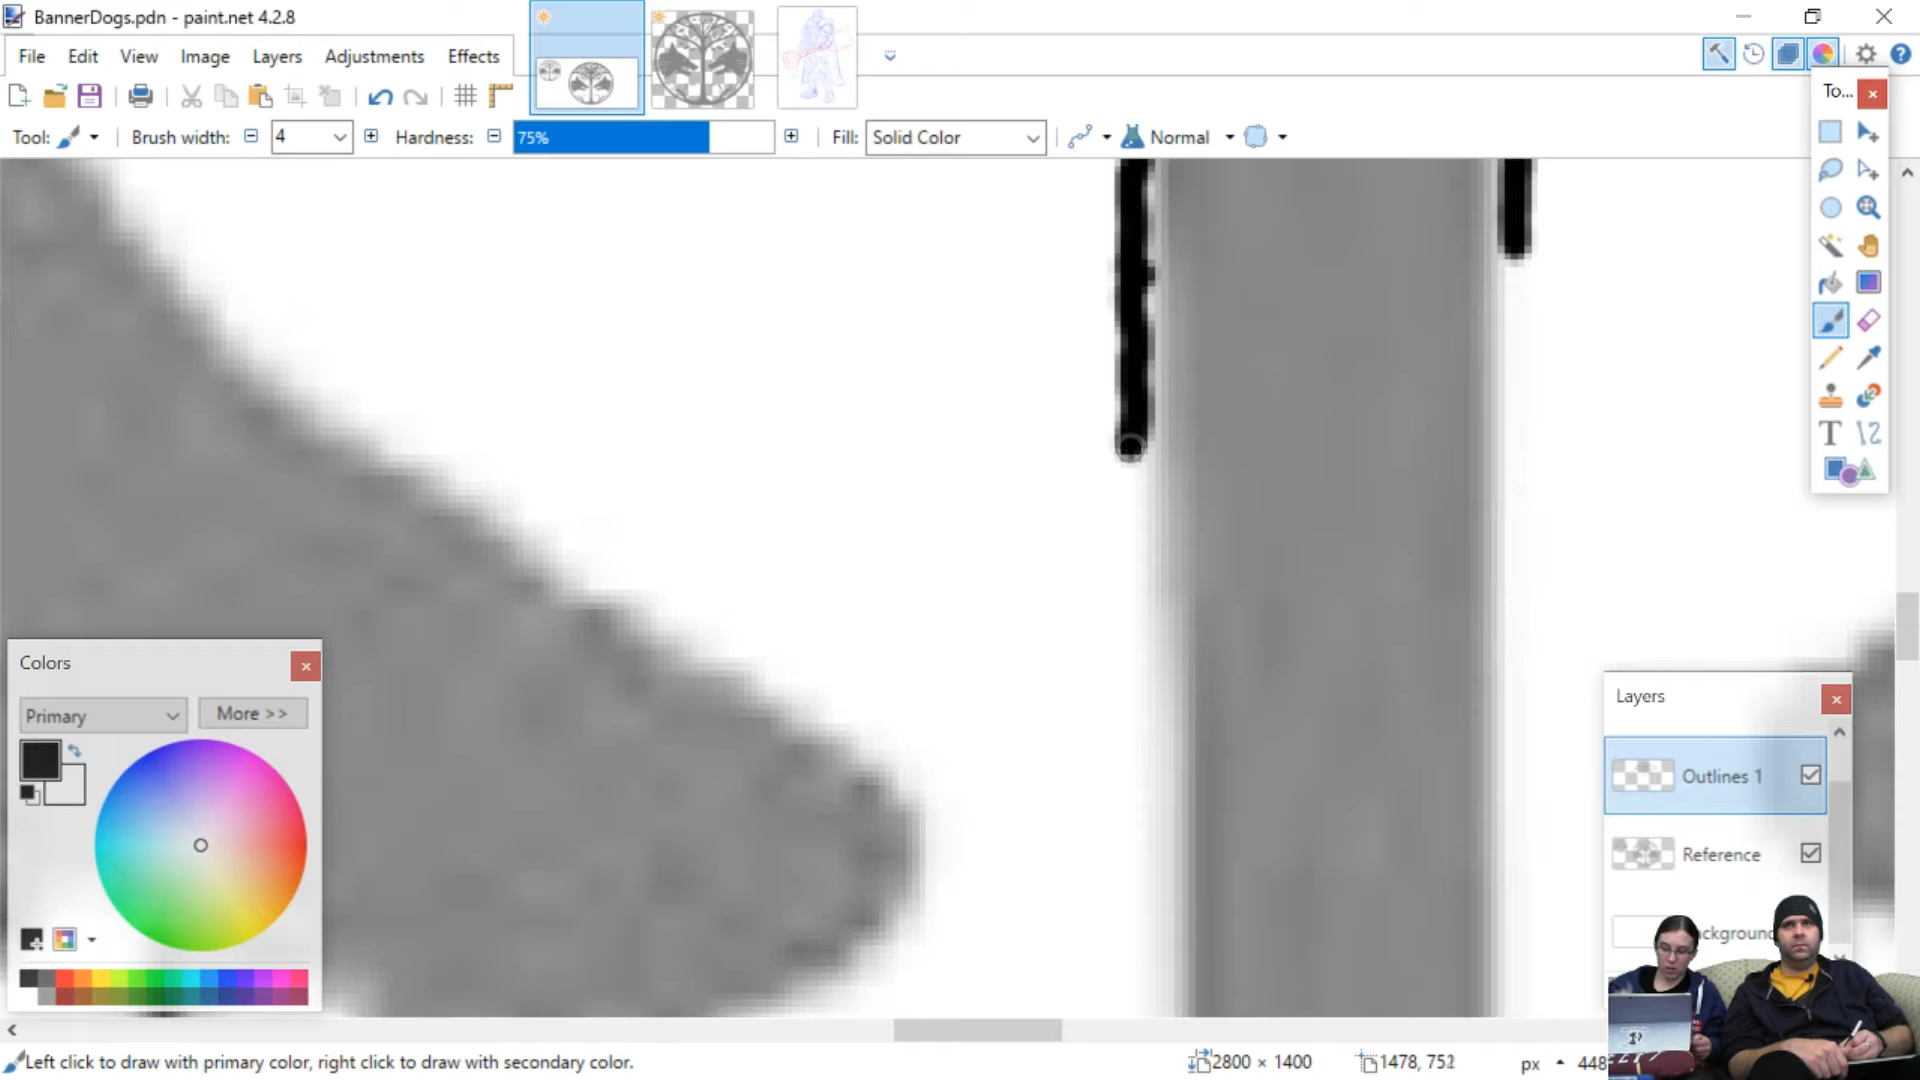 BannerDogs.pdn - paint.net 4.2.8
File Edit View Image Layers Adjustments Effects
Tool: Brush width: 4 Hardness: 75% Fill: Solid Color Normal
To...
T
Colors
Primary More >>
Layers
Outlines 1
Reference
ckground
Left click to draw with primary color, right click to draw with secondary color.
2800 × 1400 1478, 752 px 448